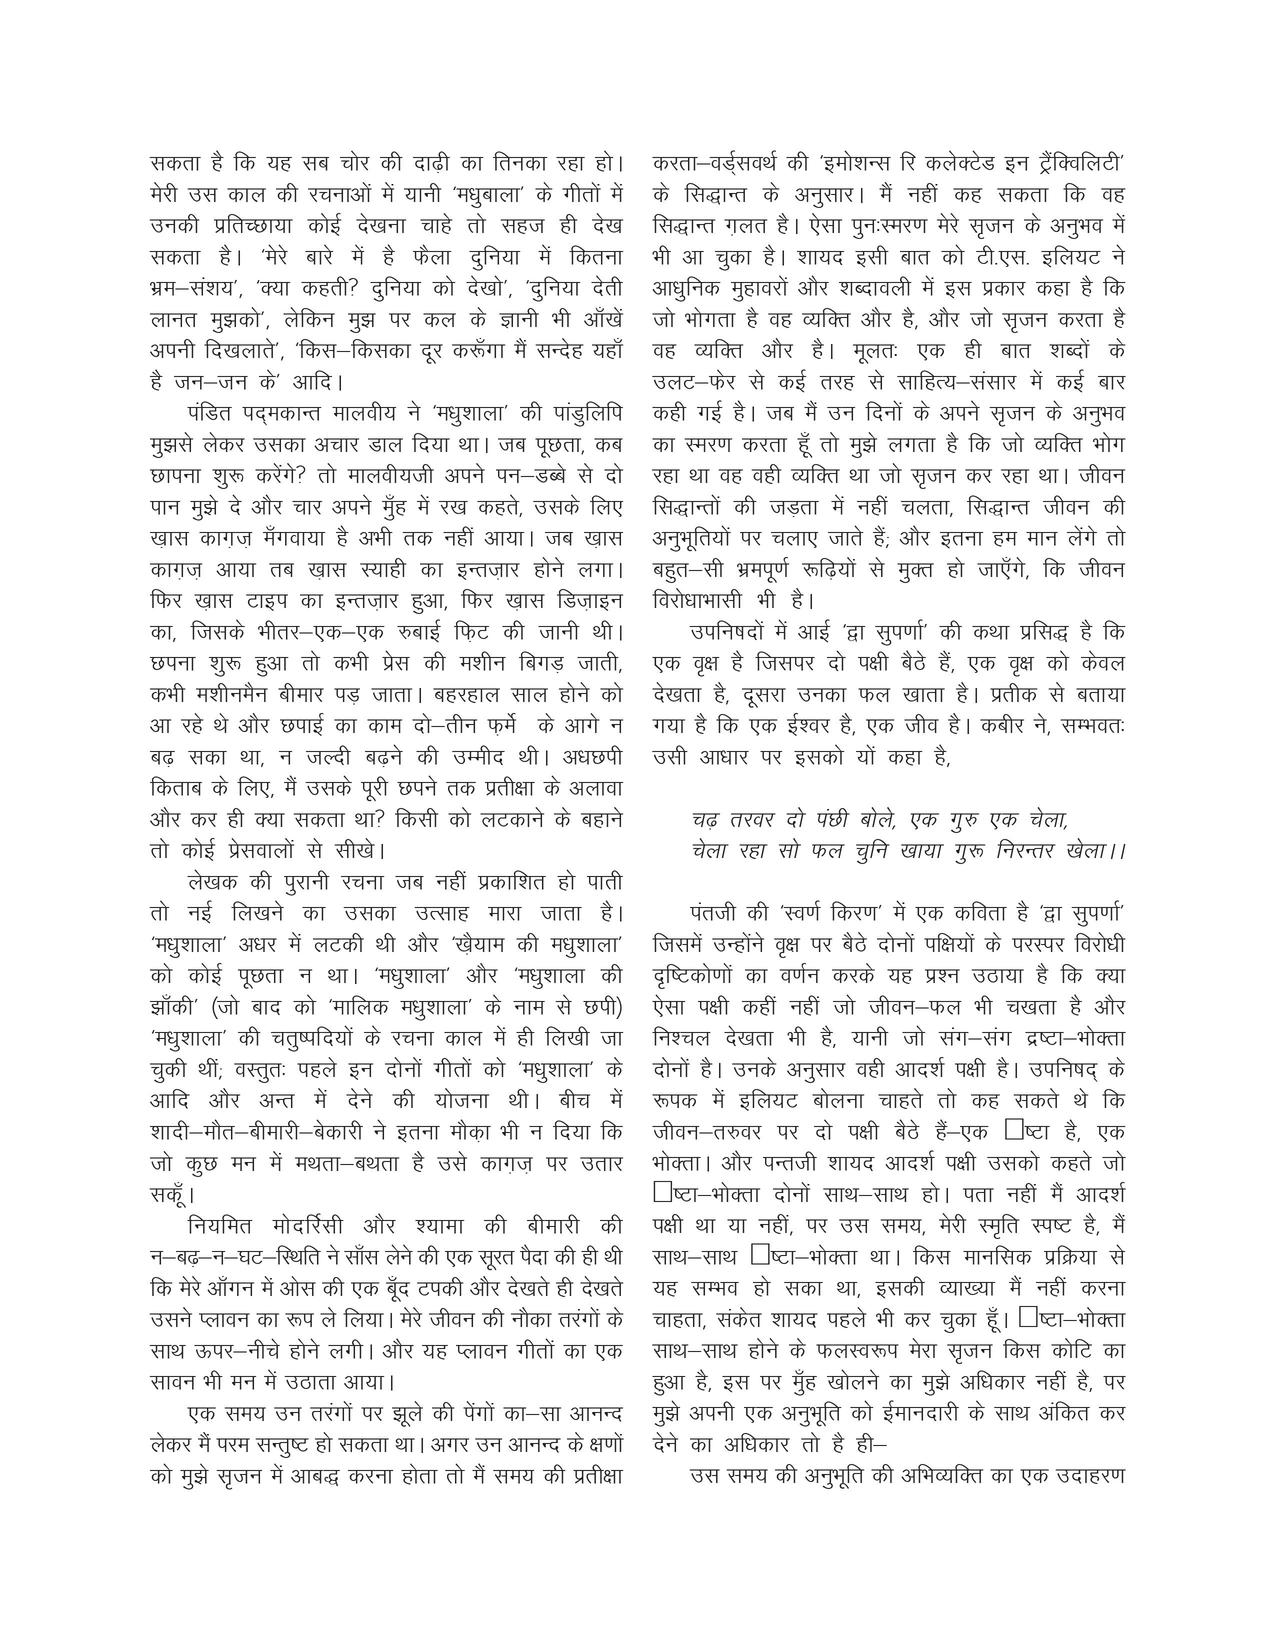 सकता है कि यह सब चोर की दाढ़ी का तिनका रहा हो।
मेरी उस काल की रचनाओं में यानी ‘मधुबाला’ के गीतों में
उनकी प्रतिच्छाया कोई देखना चाहे तो सहज ही देख
सकता है। ‘मेरे बारे में है फैला दुनिया में कितना
भ्रम–संशय’, ‘क्या कहती? दुनिया को देखो’, ‘दुनिया देती
लानत मुझको’, लेकिन मुझ पर कल के ज्ञानी भी आँखें
अपनी दिखलाते’, ‘किस–किसका दूर करूँगा मैं सन्देह यहाँ
है जन–जन के’ आदि।
पंडित पद्मकान्त मालवीय ने ‘मधुशाला’ की पांडुलिपि
मुझसे लेकर उसका अचार डाल दिया था। जब पूछता, कब
छापना शुरू करेंगे? तो मालवीयजी अपने पन–डब्बे से दो
पान मुझे दे और चार अपने मुँह में रख कहते, उसके लिए
ख़ास काग़ज़ मँगवाया है अभी तक नहीं आया। जब ख़ास
काग़ज़ आया तब ख़ास स्याही का इन्तज़ार होने लगा।
फिर ख़ास टाइप का इन्तज़ार हुआ, फिर ख़ास डिज़ाइन
का, जिसके भीतर–एक–एक रुबाई फ़िट की जानी थी।
छपना शुरू हुआ तो कभी प्रेस की मशीन बिगड़ जाती,
कभी मशीनमैन बीमार पड़ जाता। बहरहाल साल होने को
आ रहे थे और छपाई का काम दो–तीन फ़र्मे के आगे न
बढ़ सका था, न जल्दी बढ़ने की उम्मीद थी। अधछपी
किताब के लिए, मैं उसके पूरी छपने तक प्रतीक्षा के अलावा
और कर ही क्या सकता था? किसी को लटकाने के बहाने
तो कोई प्रेसवालों से सीखे।
लेखक की पुरानी रचना जब नहीं प्रकाशित हो पाती
तो नई लिखने का उसका उत्साह मारा जाता है।
‘मधुशाला’ अधर में लटकी थी और ‘ख़ैयाम की मधुशाला’
को कोई पूछता न था। ‘मधुशाला’ और ‘मधुशाला की
झाँकी’ (जो बाद को ‘मालिक मधुशाला’ के नाम से छपी)
‘मधुशाला’ की चतुष्पदियों के रचना काल में ही लिखी जा
चुकी थीं; वस्तुतः पहले इन दोनों गीतों को ‘मधुशाला’ के
आदि और अन्त में देने की योजना थी। बीच में
शादी–मौत–बीमारी–बेकारी ने इतना मौक़ा भी न दिया कि
जो कुछ मन में मथता–बथता है उसे काग़ज़ पर उतार
सकूँ।
नियमित मोदर्रिसी और श्यामा की बीमारी की
न–बढ़–न–घट–स्थिति ने साँस लेने की एक सूरत पैदा की ही थी
कि मेरे आँगन में ओस की एक बूँद टपकी और देखते ही देखते
उसने प्लावन का रूप ले लिया। मेरे जीवन की नौका तरंगों के
साथ ऊपर–नीचे होने लगी। और यह प्लावन गीतों का एक
सावन भी मन में उठाता आया।
एक समय उन तरंगों पर झूले की पेंगों का–सा आनन्द
लेकर मैं परम सन्तुष्ट हो सकता था। अगर उन आनन्द के क्षणों
को मुझे सृजन में आबद्ध करना होता तो मैं समय की प्रतीक्षा
करता–वर्ड्सवर्थ की ‘इमोशन्स रि कलेक्टेड इन ट्रैंक्विलिटी’
के सिद्धान्त के अनुसार। मैं नहीं कह सकता कि वह
सिद्धान्त ग़लत है। ऐसा पुनःस्मरण मेरे सृजन के अनुभव में
भी आ चुका है। शायद इसी बात को टी.एस. इलियट ने
आधुनिक मुहावरों और शब्दावली में इस प्रकार कहा है कि
जो भोगता है वह व्यक्ति और है, और जो सृजन करता है
वह व्यक्ति और है। मूलतः एक ही बात शब्दों के
उलट–फेर से कई तरह से साहित्य–संसार में कई बार
कही गई है। जब मैं उन दिनों के अपने सृजन के अनुभव
का स्मरण करता हूँ तो मुझे लगता है कि जो व्यक्ति भोग
रहा था वह वही व्यक्ति था जो सृजन कर रहा था। जीवन
सिद्धान्तों की जड़ता में नहीं चलता, सिद्धान्त जीवन की
अनुभूतियों पर चलाए जाते हैं; और इतना हम मान लेंगे तो
बहुत–सी भ्रमपूर्ण रूढ़ियों से मुक्त हो जाएँगे, कि जीवन
विरोधाभासी भी है।
उपनिषदों में आई ‘द्वा सुपर्णा’ की कथा प्रसिद्ध है कि
एक वृक्ष है जिसपर दो पक्षी बैठे हैं, एक वृक्ष को केवल
देखता है, दूसरा उनका फल खाता है। प्रतीक से बताया
गया है कि एक ईश्वर है, एक जीव है। कबीर ने, सम्भवतः
उसी आधार पर इसको यों कहा है,
चढ़ तरवर दो पंछी बोले, एक गुरु एक चेला,
चेला रहा सो फल चुनि खाया गुरू निरन्तर खेला।।
पंतजी की ‘स्वर्ण किरण’ में एक कविता है ‘द्वा सुपर्णा’
जिसमें उन्होंने वृक्ष पर बैठे दोनों पक्षियों के परस्पर विरोधी
दृष्टिकोणों का वर्णन करके यह प्रश्न उठाया है कि क्या
ऐसा पक्षी कहीं नहीं जो जीवन–फल भी चखता है और
निश्चल देखता भी है, यानी जो संग–संग द्रष्टा–भोक्ता
दोनों है। उनके अनुसार वही आदर्श पक्षी है। उपनिषद् के
रूपक में इलियट बोलना चाहते तो कह सकते थे कि
जीवन–तरुवर पर दो पक्षी बैठे हैं–एक □ष्टा है, एक
भोक्ता। और पन्तजी शायद आदर्श पक्षी उसको कहते जो
□ष्टा–भोक्ता दोनों साथ–साथ हो। पता नहीं मैं आदर्श
पक्षी था या नहीं, पर उस समय, मेरी स्मृति स्पष्ट है, मैं
साथ–साथ □ष्टा–भोक्ता था। किस मानसिक प्रक्रिया से
यह सम्भव हो सका था, इसकी व्याख्या मैं नहीं करना
चाहता, संकेत शायद पहले भी कर चुका हूँ। □ष्टा–भोक्ता
साथ–साथ होने के फलस्वरूप मेरा सृजन किस कोटि का
हुआ है, इस पर मुँह खोलने का मुझे अधिकार नहीं है, पर
मुझे अपनी एक अनुभूति को ईमानदारी के साथ अंकित कर
देने का अधिकार तो है ही–
उस समय की अनुभूति की अभिव्यक्ति का एक उदाहरण